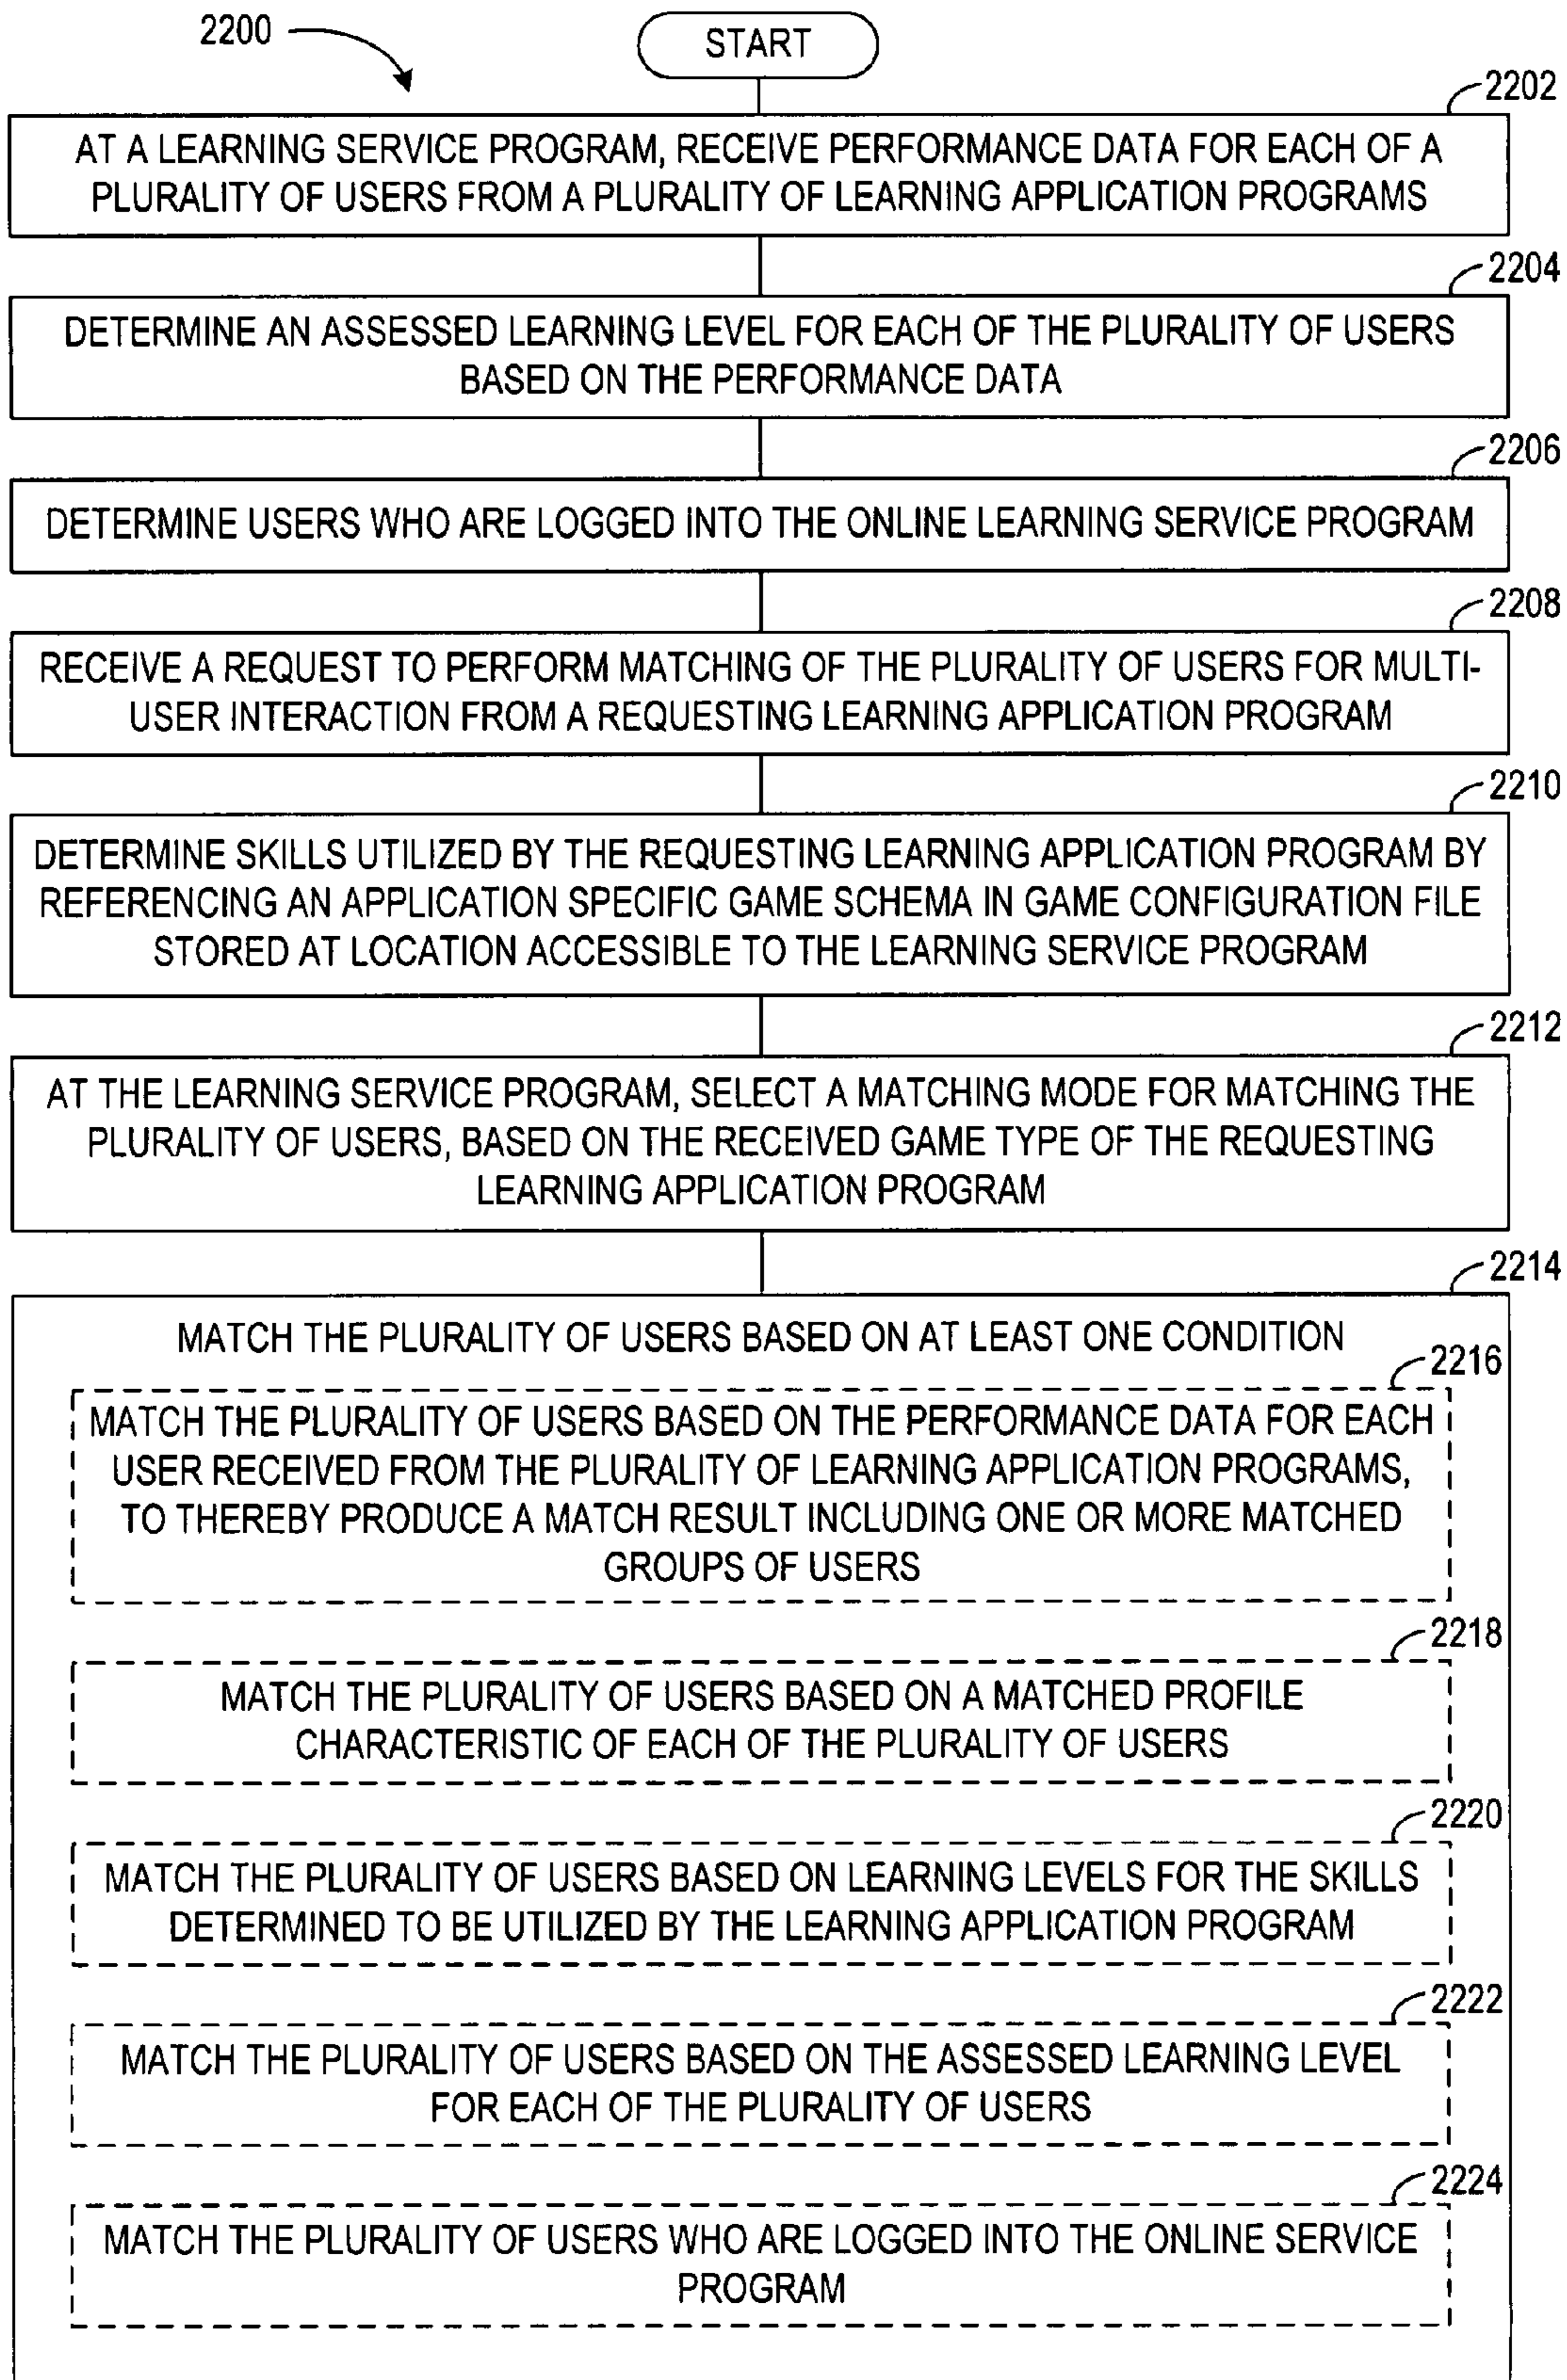 2200
START
2202
AT A LEARNING SERVICE PROGRAM, RECEIVE PERFORMANCE DATA FOR EACH OF A
PLURALITY OF USERS FROM A PLURALITY OF LEARNING APPLICATION PROGRAMS
2204
DETERMINE AN ASSESSED LEARNING LEVEL FOR EACH OF THE PLURALITY OF USERS
BASED ON THE PERFORMANCE DATA
2206
DETERMINE USERS WHO ARE LOGGED INTO THE ONLINE LEARNING SERVICE PROGRAM
2208
RECEIVE A REQUEST TO PERFORM MATCHING OF THE PLURALITY OF USERS FOR MULTI-
USER INTERACTION FROM A REQUESTING LEARNING APPLICATION PROGRAM
2210
DETERMINE SKILLS UTILIZED BY THE REQUESTING LEARNING APPLICATION PROGRAM BY
REFERENCING AN APPLICATION SPECIFIC GAME SCHEMA IN GAME CONFIGURATION FILE
STORED AT LOCATION ACCESSIBLE TO THE LEARNING SERVICE PROGRAM
2212
AT THE LEARNING SERVICE PROGRAM, SELECT A MATCHING MODE FOR MATCHING THE
PLURALITY OF USERS, BASED ON THE RECEIVED GAME TYPE OF THE REQUESTING
LEARNING APPLICATION PROGRAM
2214
MATCH THE PLURALITY OF USERS BASED ON AT LEAST ONE CONDITION
2216
MATCH THE PLURALITY OF USERS BASED ON THE PERFORMANCE DATA FOR EACH
USER RECEIVED FROM THE PLURALITY OF LEARNING APPLICATION PROGRAMS,
TO THEREBY PRODUCE A MATCH RESULT INCLUDING ONE OR MORE MATCHED
GROUPS OF USERS
2218
MATCH THE PLURALITY OF USERS BASED ON A MATCHED PROFILE
CHARACTERISTIC OF EACH OF THE PLURALITY OF USERS
2220
MATCH THE PLURALITY OF USERS BASED ON LEARNING LEVELS FOR THE SKILLS
DETERMINED TO BE UTILIZED BY THE LEARNING APPLICATION PROGRAM
2222
MATCH THE PLURALITY OF USERS BASED ON THE ASSESSED LEARNING LEVEL
FOR EACH OF THE PLURALITY OF USERS
2224
MATCH THE PLURALITY OF USERS WHO ARE LOGGED INTO THE ONLINE SERVICE
PROGRAM